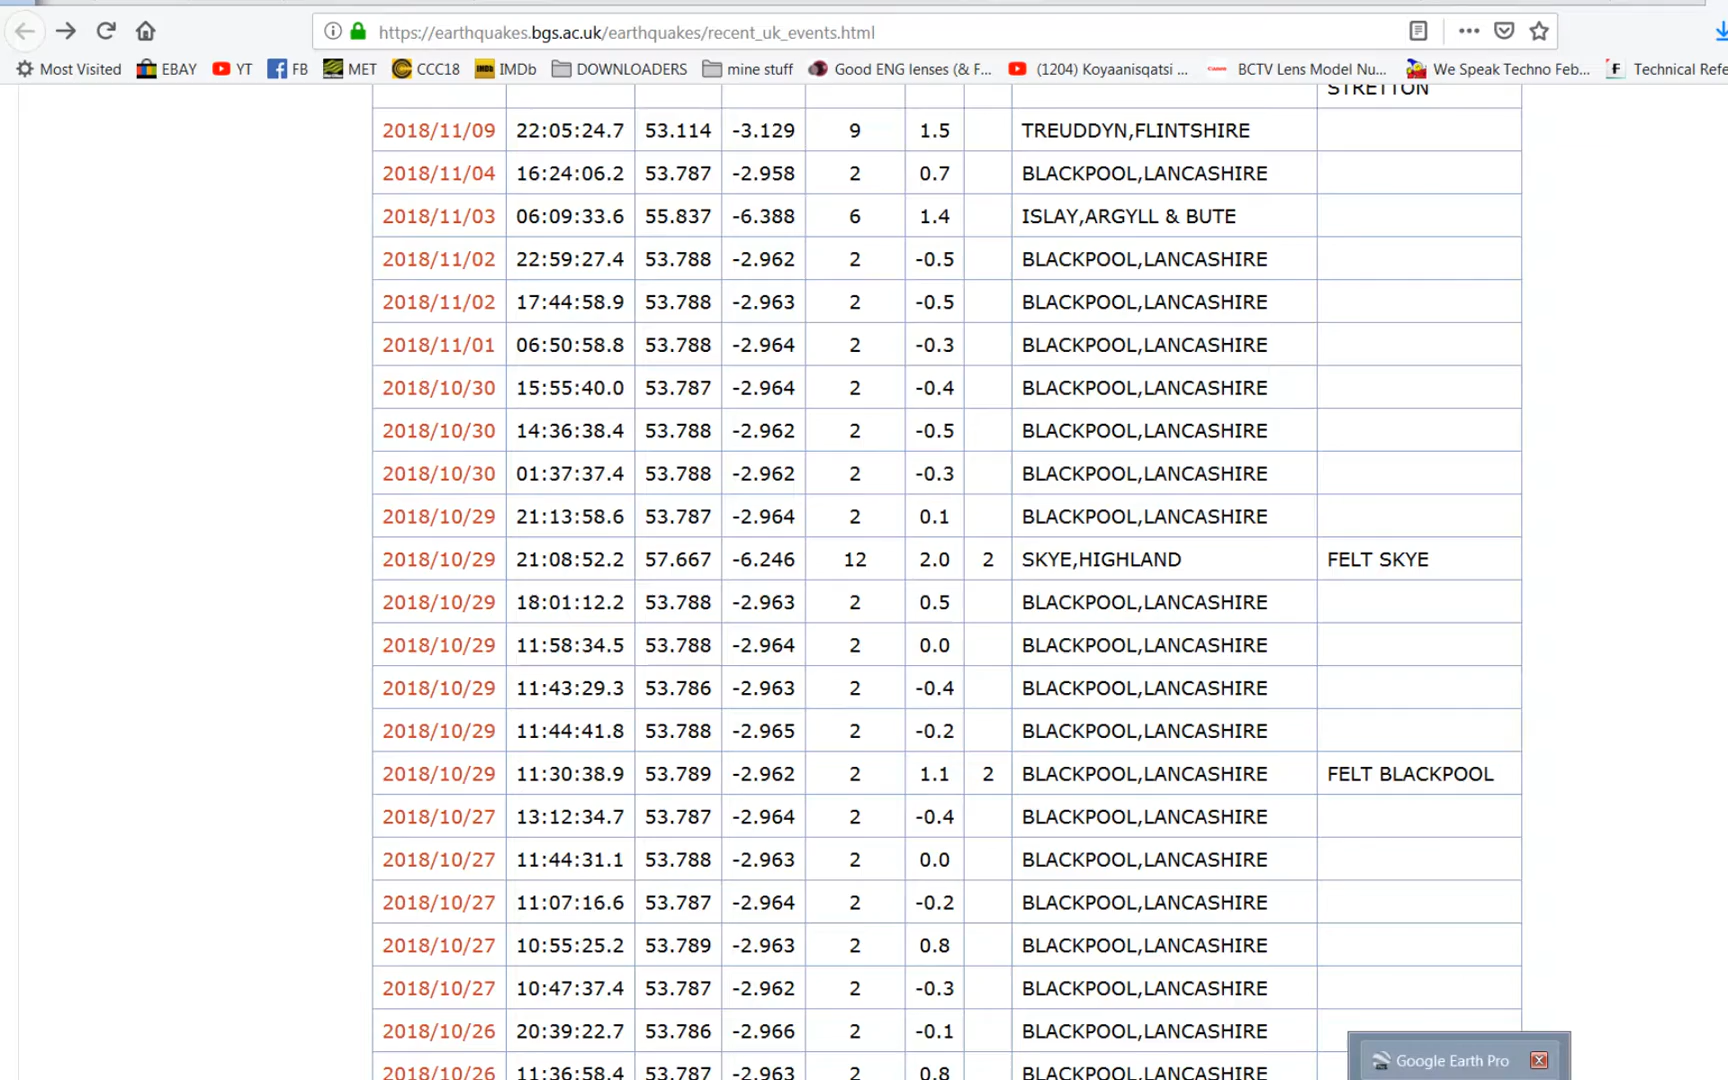 https://earthquakes.bgs.ac.uk/earthquakes/recent_uk_events.html
Most Visited EBAY YT FB MET CCC18 IMDb DOWNLOADERS mine stuff Good ENG lenses (& F... (1204) Koyaanisqatsi ... BCTV Lens Model Nu... We Speak Techno Feb... Technical Refe
STRETTON
2018/11/09 22:05:24.7 53.114 -3.129 9 1.5 TREUDDYN,FLINTSHIRE
2018/11/04 16:24:06.2 53.787 -2.958 2 0.7 BLACKPOOL,LANCASHIRE
2018/11/03 06:09:33.6 55.837 -6.388 6 1.4 ISLAY,ARGYLL & BUTE
2018/11/02 22:59:27.4 53.788 -2.962 2 -0.5 BLACKPOOL,LANCASHIRE
2018/11/02 17:44:58.9 53.788 -2.963 2 -0.5 BLACKPOOL,LANCASHIRE
2018/11/01 06:50:58.8 53.788 -2.964 2 -0.3 BLACKPOOL,LANCASHIRE
2018/10/30 15:55:40.0 53.787 -2.964 2 -0.4 BLACKPOOL,LANCASHIRE
2018/10/30 14:36:38.4 53.788 -2.962 2 -0.5 BLACKPOOL,LANCASHIRE
2018/10/30 01:37:37.4 53.788 -2.962 2 -0.3 BLACKPOOL,LANCASHIRE
2018/10/29 21:13:58.6 53.787 -2.964 2 0.1 BLACKPOOL,LANCASHIRE
2018/10/29 21:08:52.2 57.667 -6.246 12 2.0 2 SKYE,HIGHLAND FELT SKYE
2018/10/29 18:01:12.2 53.788 -2.963 2 0.5 BLACKPOOL,LANCASHIRE
2018/10/29 11:58:34.5 53.788 -2.964 2 0.0 BLACKPOOL,LANCASHIRE
2018/10/29 11:43:29.3 53.786 -2.963 2 -0.4 BLACKPOOL,LANCASHIRE
2018/10/29 11:44:41.8 53.788 -2.965 2 -0.2 BLACKPOOL,LANCASHIRE
2018/10/29 11:30:38.9 53.789 -2.962 2 1.1 2 BLACKPOOL,LANCASHIRE FELT BLACKPOOL
2018/10/27 13:12:34.7 53.787 -2.964 2 -0.4 BLACKPOOL,LANCASHIRE
2018/10/27 11:44:31.1 53.788 -2.963 2 0.0 BLACKPOOL,LANCASHIRE
2018/10/27 11:07:16.6 53.787 -2.964 2 -0.2 BLACKPOOL,LANCASHIRE
2018/10/27 10:55:25.2 53.789 -2.963 2 0.8 BLACKPOOL,LANCASHIRE
2018/10/27 10:47:37.4 53.787 -2.962 2 -0.3 BLACKPOOL,LANCASHIRE
2018/10/26 20:39:22.7 53.786 -2.966 2 -0.1 BLACKPOOL,LANCASHIRE
2018/10/26 11:36:58.4 53.787 -2.963 2 0.8 BLACKPOOL,LANCASHIRE
Google Earth Pro